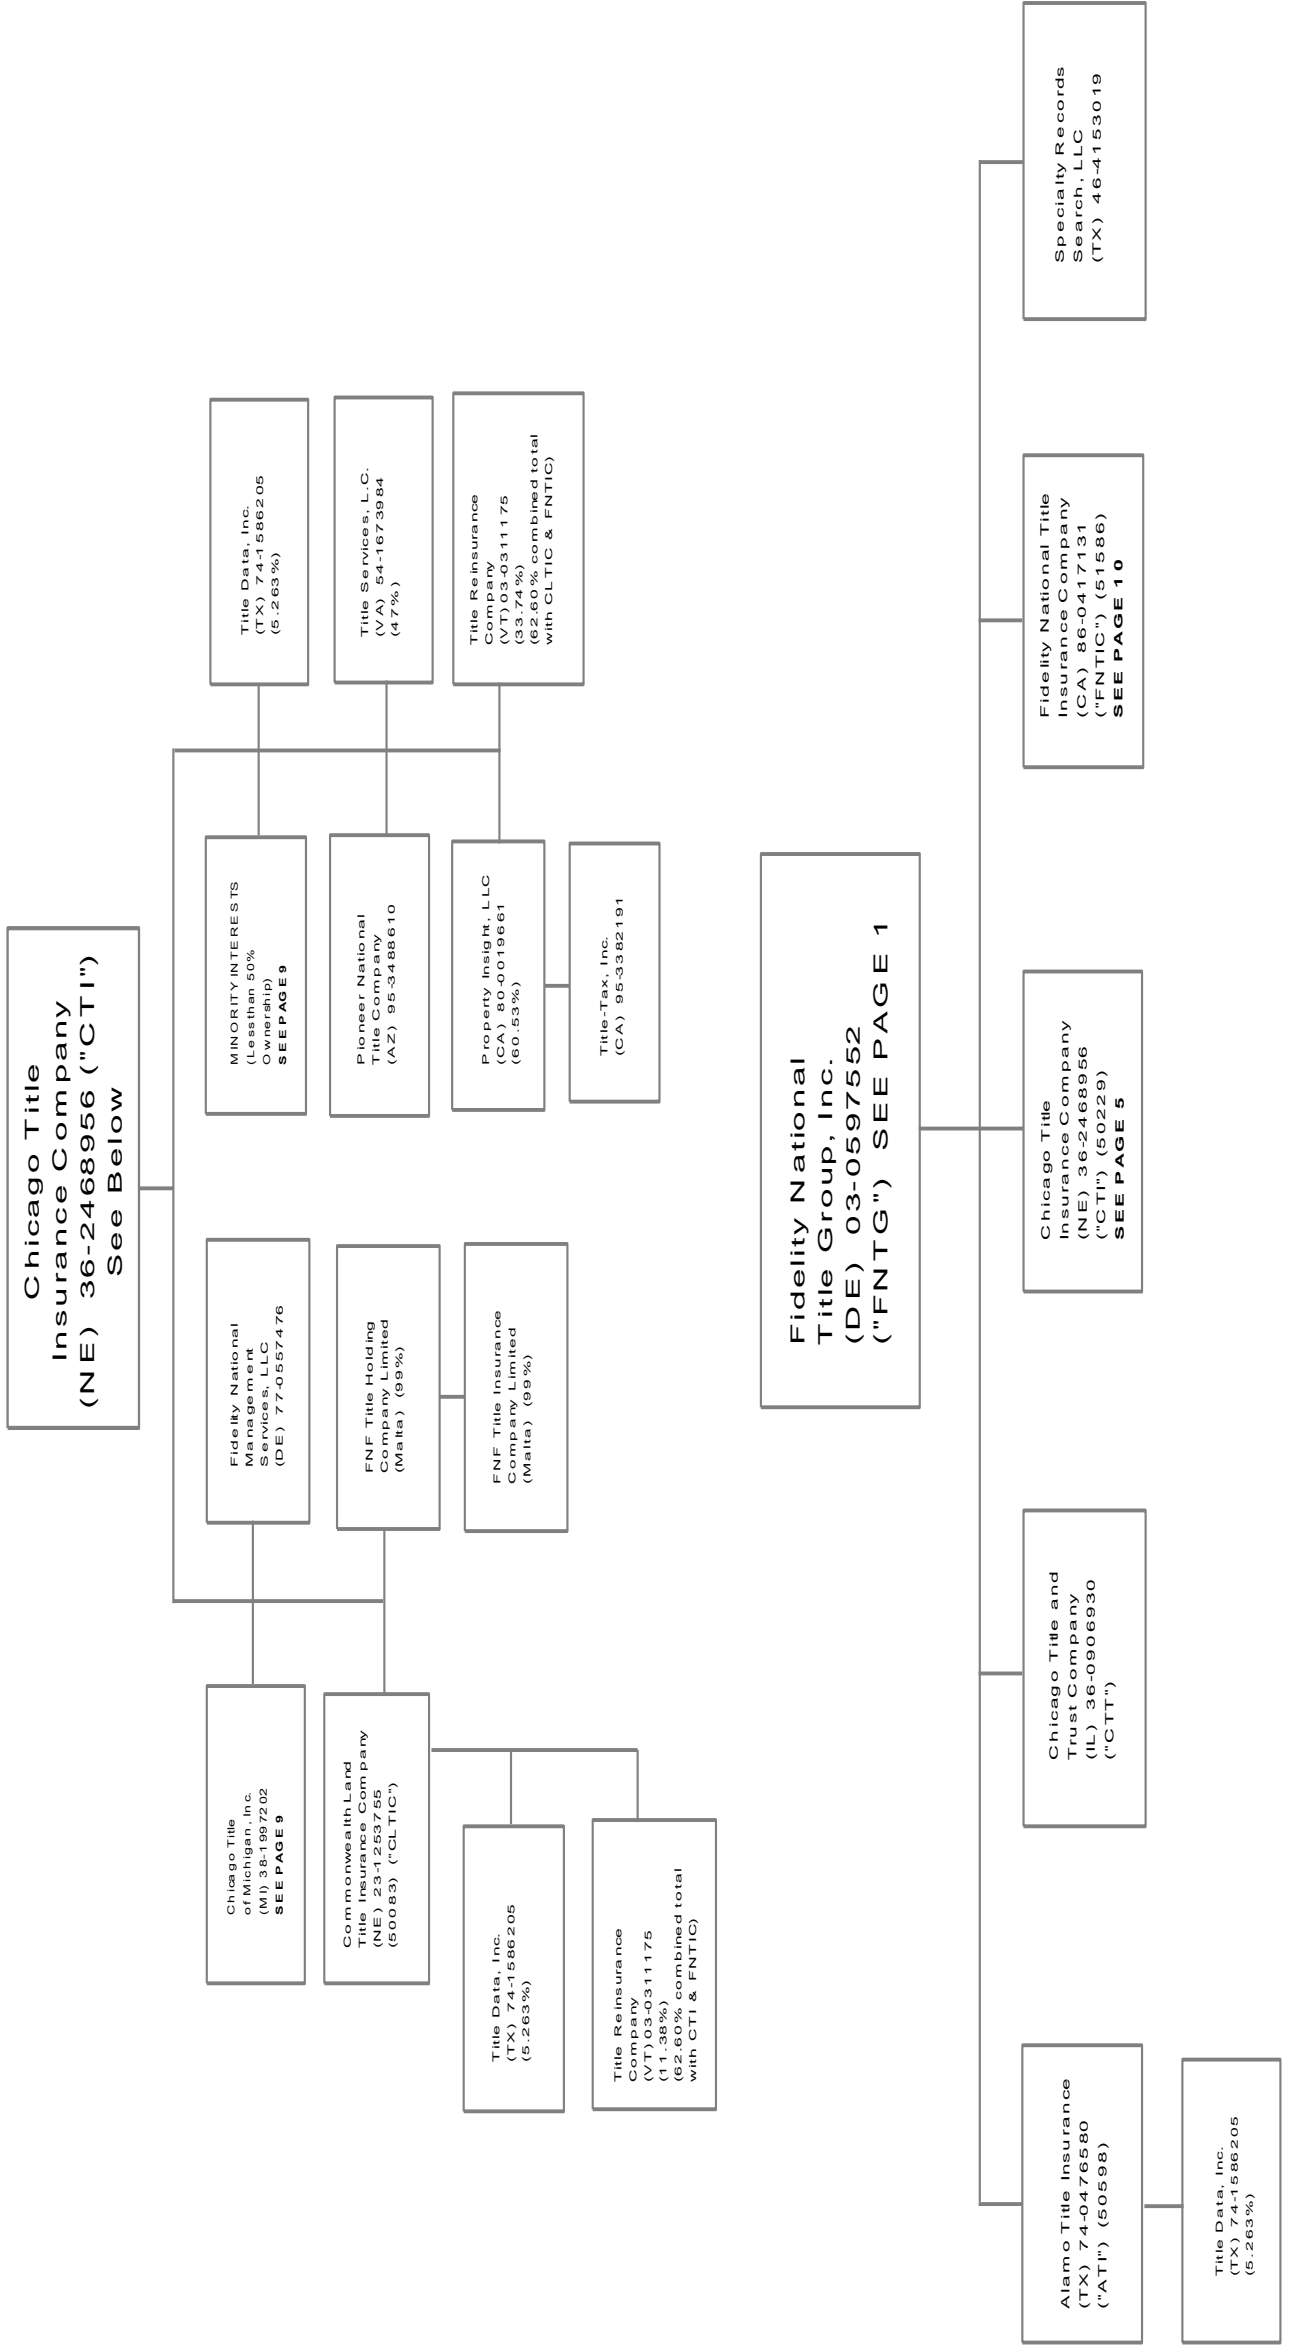 Chicago Title
Insurance Company
(NE) 36-2468956 ("CTI")
See Below
Chicago Title
of Michigan, Inc.
(MI) 38-1997202
SEE PAGE 9
Fidelity National
Management
Services, LLC
(DE) 77-0557476
MINORITY INTERESTS
(Lessthan 50%
Ownership)
SEE PAGE 9
Title Data, Inc.
(TX) 74-1586205
(5.263%)
Commonwealth Land
Title Insurance Company
(NE) 23-1253755
(50083) ("CLTIC")
FNF Title Holding
Company Limited
(Malta) (99%)
Pioneer National
Title Company
(AZ) 95-3488610
Title Services, L.C.
(VA) 54-1673984
(47%)
Title Data, Inc.
(TX) 74-1586205
(5.263%)
FNF Title Insurance
Company Limited
(Malta) (99%)
Property Insight, LLC
(CA) 80-0019661
(60.53%)
Title Reinsurance
Company
(VT) 03-0311175
(33.74%)
(62.60% combined total
with CLTIC & FNTIC)
Title Reinsurance
Company
(VT) 03-0311175
(11.38%)
(62.60% combined total
with CTI & FNTIC)
Title-Tax, Inc.
(CA) 95-3382191
Fidelity National
Title Group, Inc.
(DE) 03-0597552
("FNTG") SEE PAGE 1
Alamo Title Insurance
(TX) 74-0476580
("ATI") (50598)
Chicago Title and
Trust Company
(IL) 36-0906930
("CTT")
Chicago Title
Insurance Company
(NE) 36-2468956
("CTI") (50229)
SEE PAGE 5
Fidelity National Title
Insurance Company
(CA) 86-0417131
("FNTIC") (51586)
SEE PAGE 10
Specialty Records
Search, LLC
(TX) 46-4153019
Title Data, Inc.
(TX) 74-1586205
(5.263%)